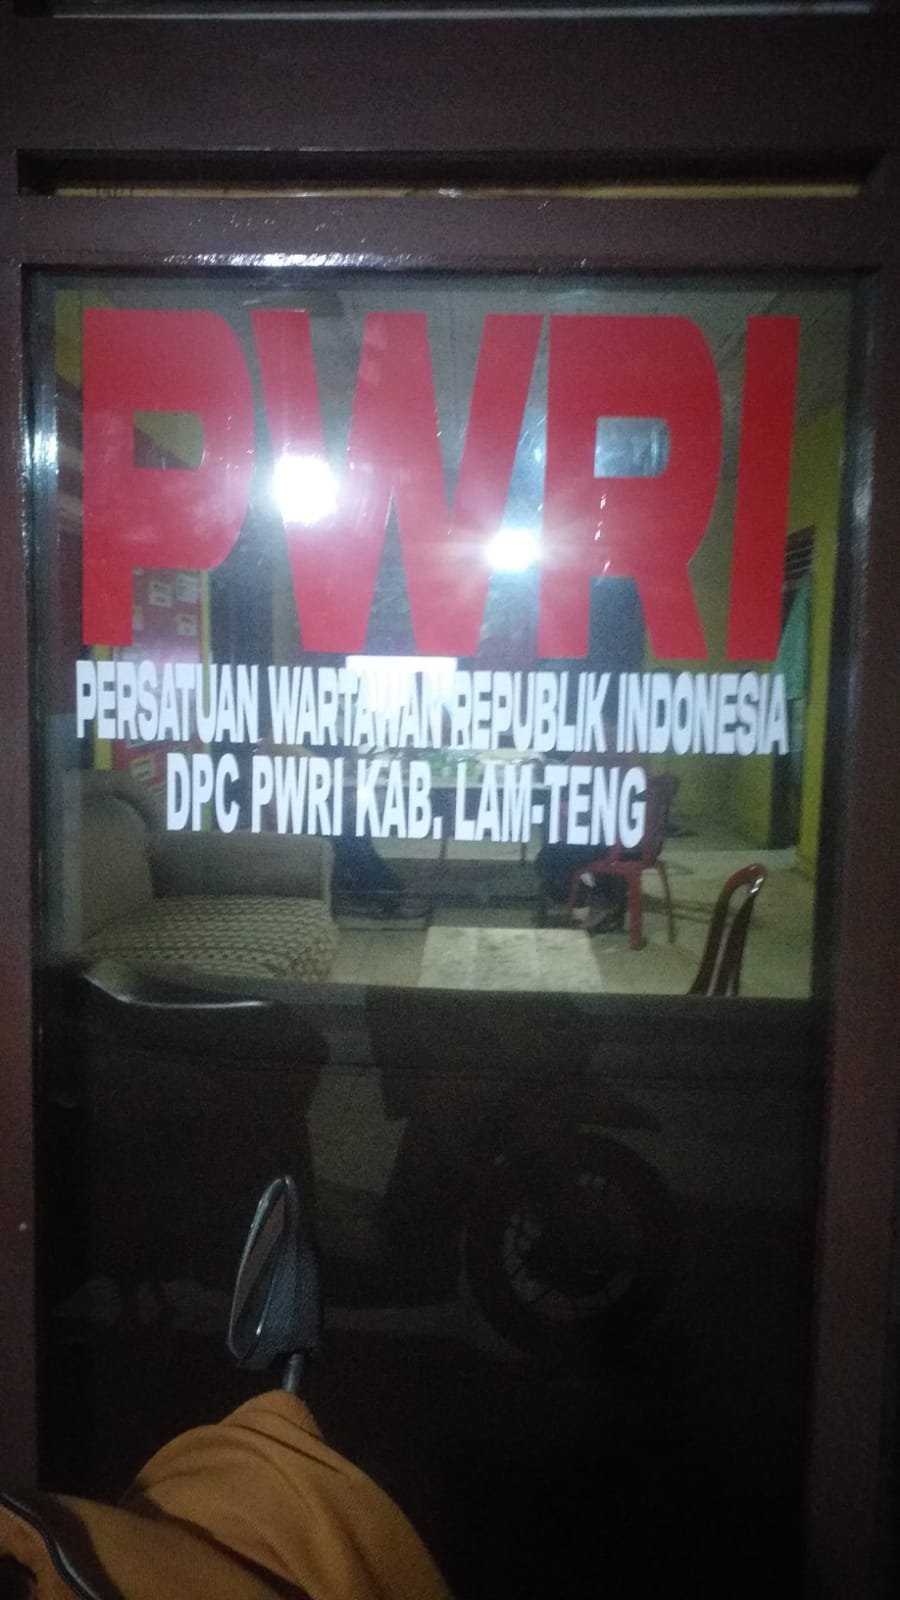 PWRI
PERSATUAN WARTAWAN REPUBLIK INDONESIA
DPC PWRI KAB. LAM-TENG